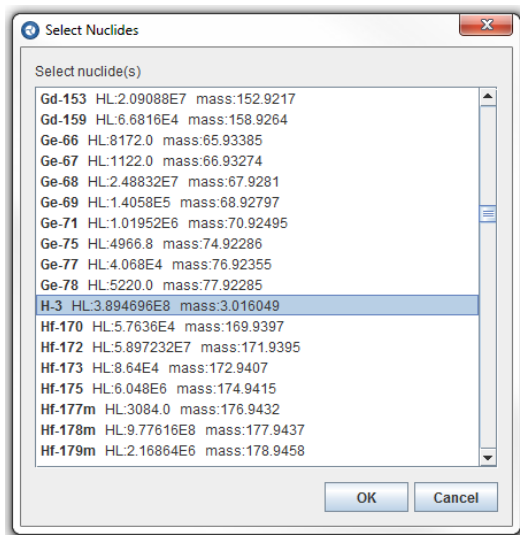 Select Nuclides
Select nuclide(s)
Gd-153 HL:2.09088E7 mass:152.9217
Gd-159 HL:6.6816E4 mass:158.9264
Ge-66 HL:8172.0 mass:65.93385
Ge-67 HL:1122.0 mass:66.93274
Ge-68 HL:2.48832E7 mass:67.9281
Ge-69 HL:1.4058E5 mass:68.92797
Ge-71 HL:1.01952E6 mass:70.92495
Ge-75 HL:4966.8 mass:74.92286
Ge-77 HL:4.068E4 mass:76.92355
Ge-78 HL:5220.0 mass:77.92285
H-3 HL:3.894696E8 mass:3.016049
Hf-170 HL:5.7636E4 mass:169.9397
Hf-172 HL:5.897232E7 mass:171.9395
Hf-173 HL:8.64E4 mass:172.9407
Hf-175 HL:6.048E6 mass:174.9415
Hf-177m HL:3084.0 mass:176.9432
Hf-178m HL:9.77616E8 mass:177.9437
Hf-179m HL:2.16864E6 mass:178.9458
OK Cancel